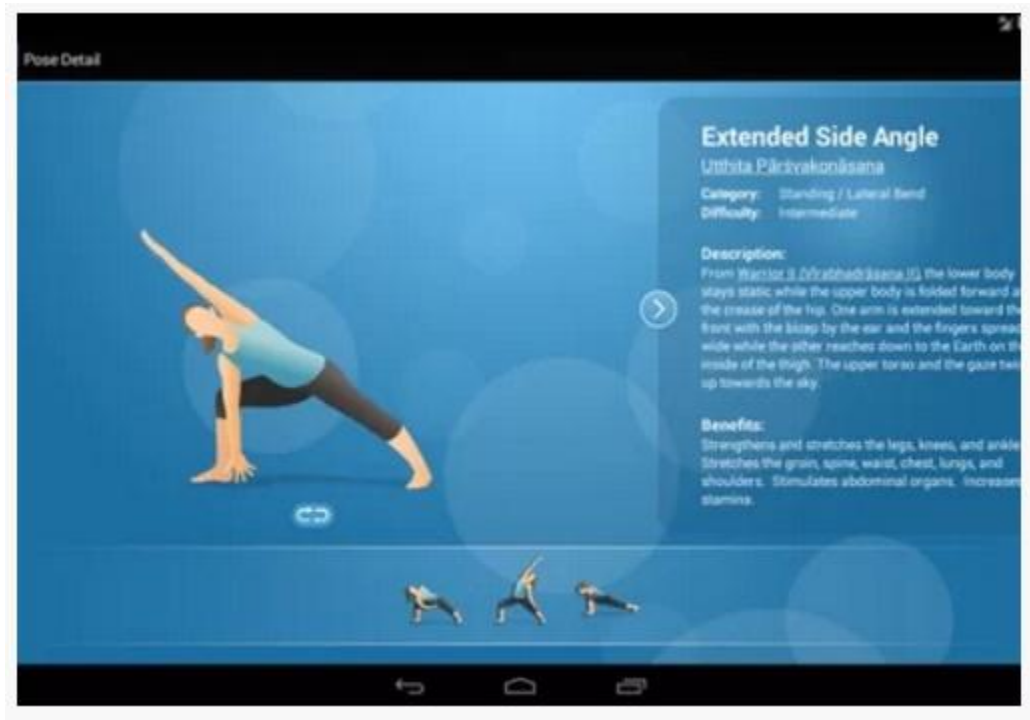 Pose Detail
Extended Side Angle
Utthita Pārśvakonāsana
Category: Standing / Lateral Bend
Difficulty: Intermediate
Description:
From Warrior II (Virabhadrāsana II), the lower body
stays static while the upper body is folded forward a
the crease of the hip. One arm is extended toward the
front with the bicep by the ear and the fingers spread
wide while the other reaches down to the Earth on the
inside of the thigh. The upper torso and the gaze twis
up towards the sky.
Benefits:
Strengthens and stretches the legs, knees, and ankle
Stretches the groin, spine, waist, chest, lungs, and
shoulders. Stimulates abdominal organs. Increases
stamina.